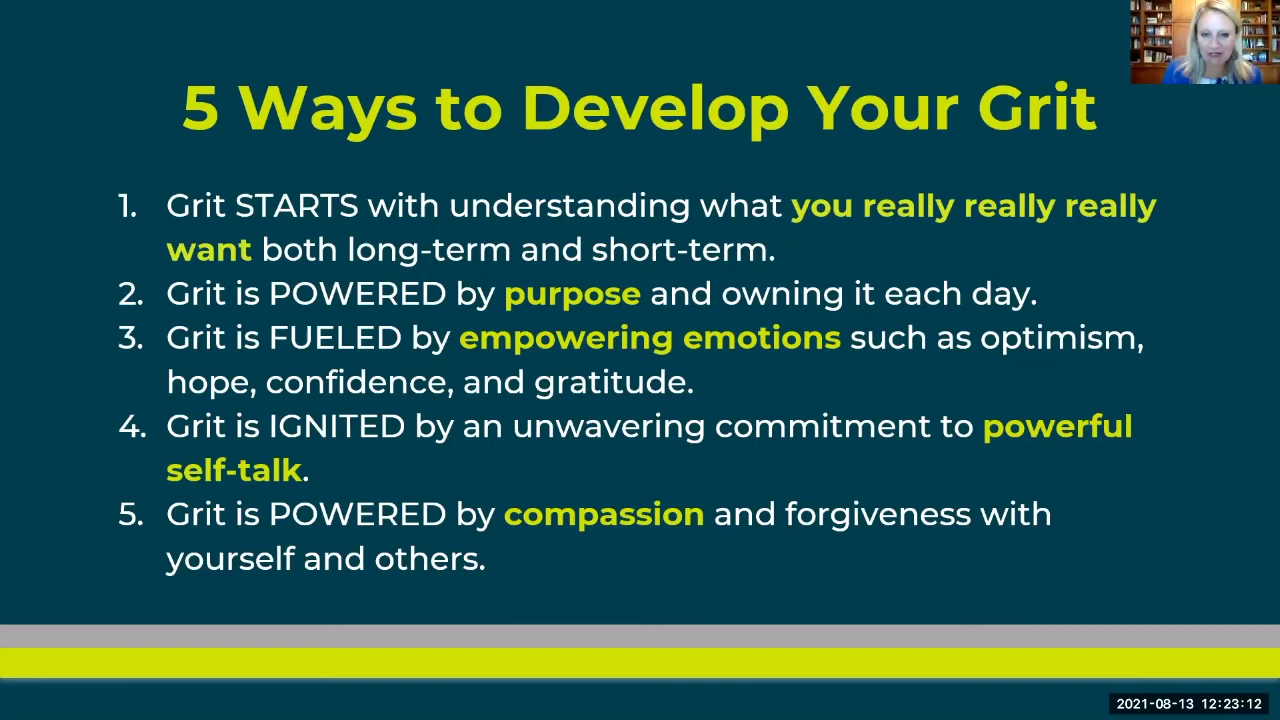 5 Ways to Develop Your Grit
1. Grit STARTS with understanding what you really really really
want both long-term and short-term.
2. Grit is POWERED by purpose and owning it each day.
3. Grit is FUELED by empowering emotions such as optimism,
hope, confidence, and gratitude.
4. Grit is IGNITED by an unwavering commitment to powerful
self-talk.
5. Grit is POWERED by compassion and forgiveness with
yourself and others.
2021-08-13 12:23:12